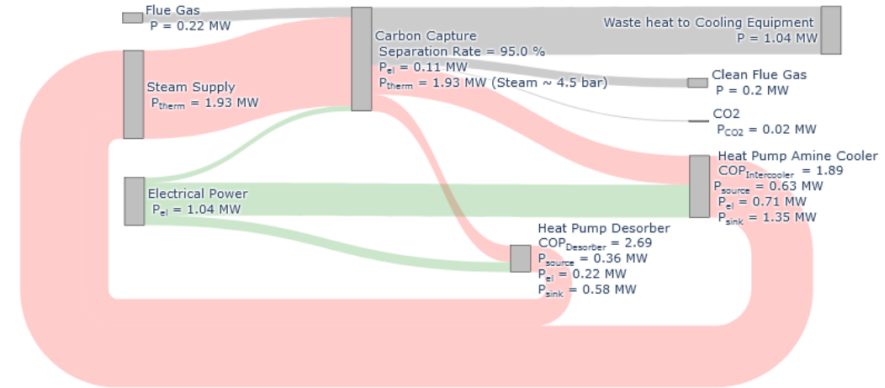 Flue Gas
P = 0.22 MW
Steam Supply
Ptherm = 1.93 MW
Electrical Power
Pel = 1.04 MW
Carbon Capture
Separation Rate = 95.0 %
Pel = 0.11 MW
Ptherm = 1.93 MW (Steam ~ 4.5 bar)
Waste heat to Cooling Equipment
P = 1.04 MW
Clean Flue Gas
P = 0.2 MW
CO2
PCO2 = 0.02 MW
Heat Pump Amine Cooler
COPIntercooler = 1.89
Psource = 0.63 MW
Pel = 0.71 MW
Psink = 1.35 MW
Heat Pump Desorber
COPDesorber = 2.69
Psource = 0.36 MW
Pel = 0.22 MW
Psink = 0.58 MW